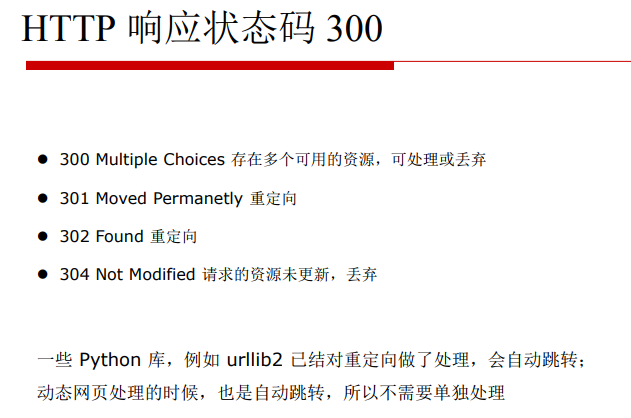 HTTP 响应状态码 300
● 300 Multiple Choices 存在多个可用的资源，可处理或丢弃
● 301 Moved Permanetly 重定向
● 302 Found 重定向
● 304 Not Modified 请求的资源未更新，丢弃
一些 Python 库，例如 urllib2 已结对重定向做了处理，会自动跳转；
动态网页处理的时候，也是自动跳转，所以不需要单独处理